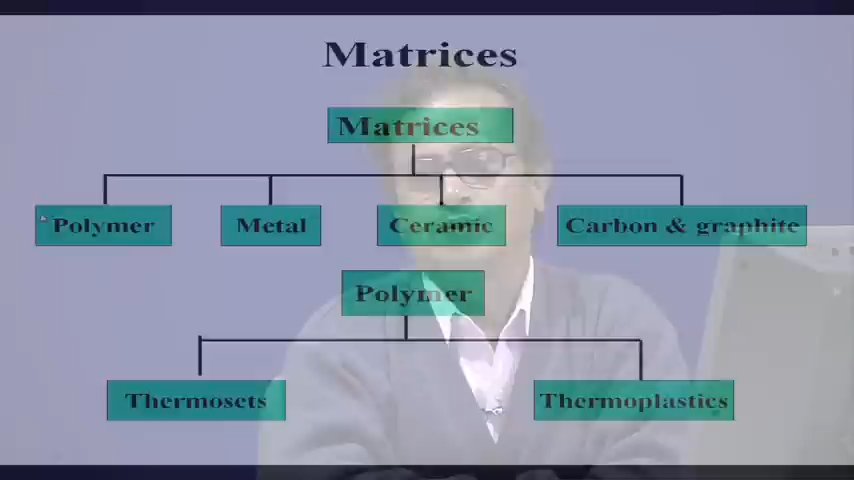 Matrices
Matrices
Polymer Metal Ceramic Carbon & graphite
Polymer
Thermosets Thermoplastics